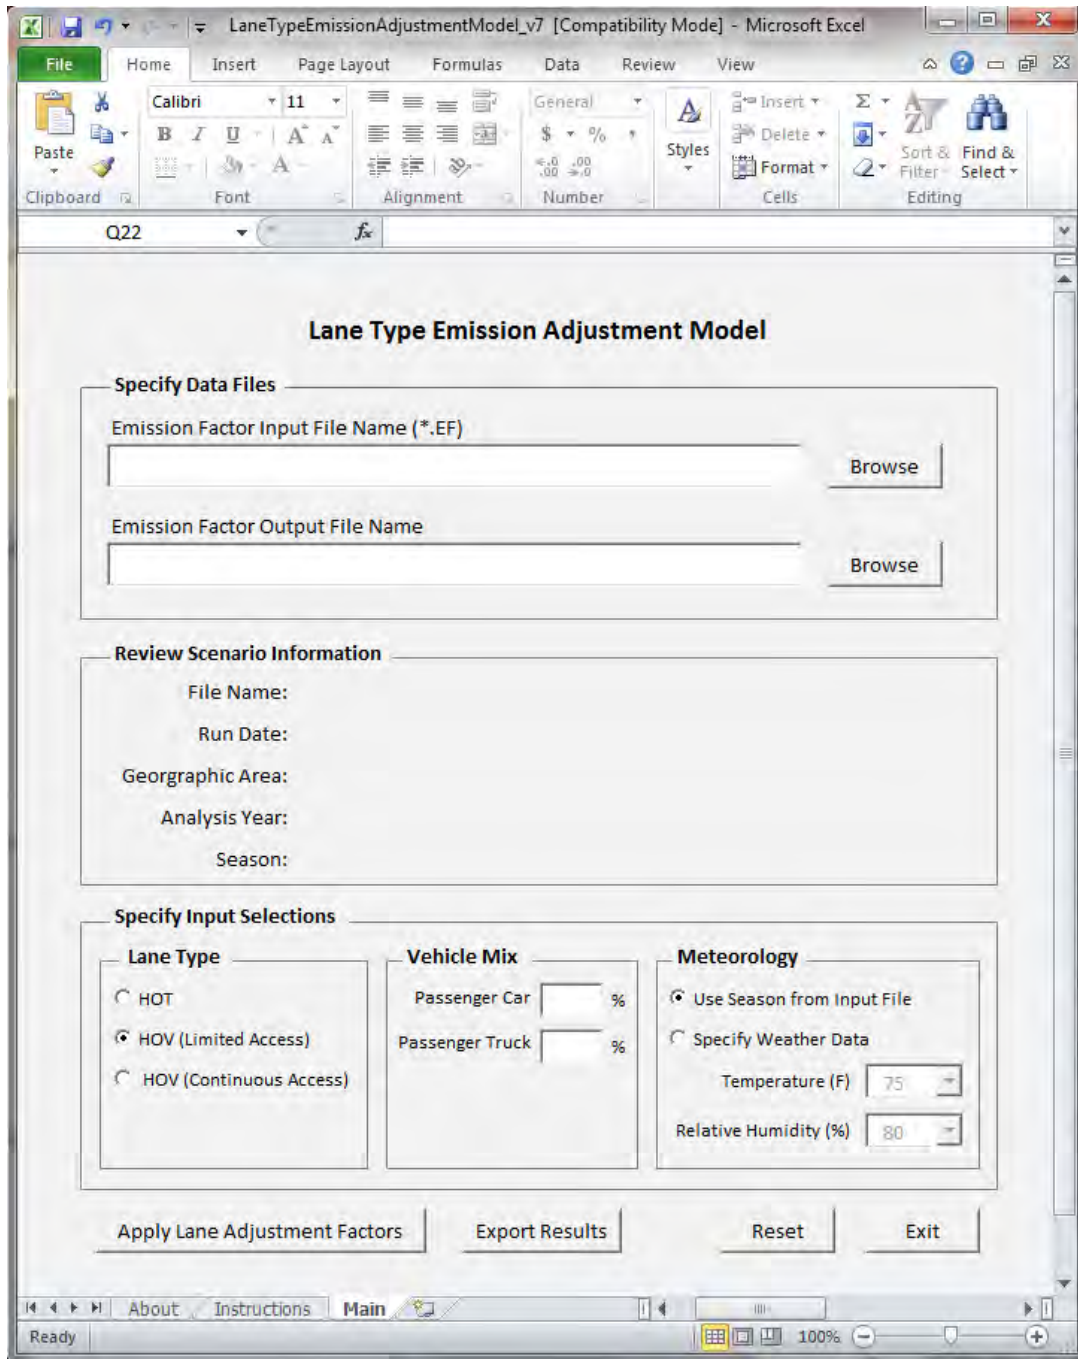 LaneTypeEmissionAdjustmentModel_v7 [Compatibility Mode] - Microsoft Excel
File Home Insert Page Layout Formulas Data Review View
Calibri 11 General Insert Σ
B I U A A $ % , Delete
Paste Styles Sort & Find &
A .0 .00 .00 .0 Format Filter Select
Clipboard Font Alignment Number Cells Editing
Q22 fx
Lane Type Emission Adjustment Model
Specify Data Files
Emission Factor Input File Name (*.EF)
Browse
Emission Factor Output File Name
Browse
Review Scenario Information
File Name:
Run Date:
Georgraphic Area:
Analysis Year:
Season:
Specify Input Selections
Lane Type Vehicle Mix Meteorology
HOT Passenger Car % Use Season from Input File
HOV (Limited Access) Passenger Truck % Specify Weather Data
HOV (Continuous Access) Temperature (F) 75
Relative Humidity (%) 80
Apply Lane Adjustment Factors Export Results Reset Exit
About Instructions Main
Ready 100%